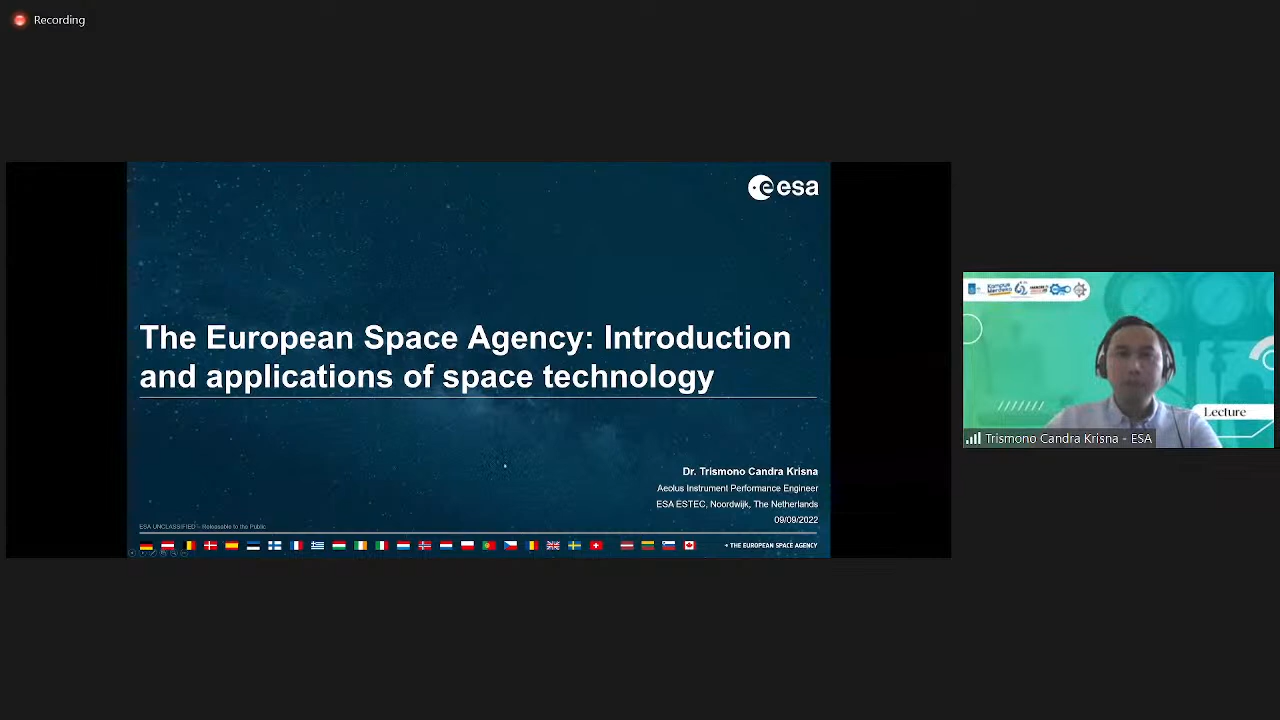 Recording
esa
The European Space Agency: Introduction
and applications of space technology
Dr. Trismono Candra Krisna
Aeolus Instrument Performance Engineer
ESA ESTEC, Noordwijk, The Netherlands
09/09/2022
ESA UNCLASSIFIED – Releasable to the Public
THE EUROPEAN SPACE AGENCY
Kampus
Merdeka
Lecture
Trismono Candra Krisna - ESA